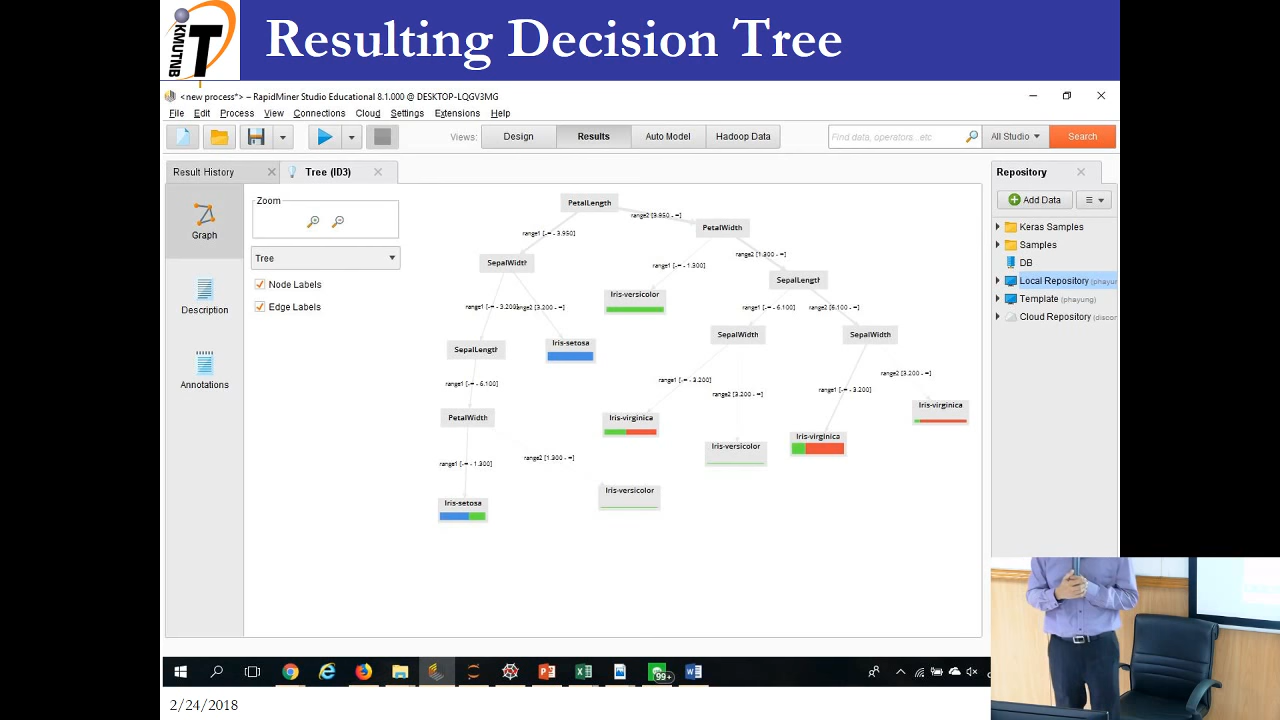 KMUTNB
Resulting Decision Tree
<new process*> – RapidMiner Studio Educational 8.1.000 @ DESKTOP-LQGV3MG
File Edit Process View Connections Cloud Settings Extensions Help
Views: Design Results Auto Model Hadoop Data
Find data, operators...etc
All Studio
Search
Result History
Tree (ID3)
Repository
Zoom
Graph
Tree
Node Labels
Edge Labels
Description
Annotations
Add Data
Keras Samples
Samples
DB
Local Repository (phayun
Template (phayung)
Cloud Repository (discon
PetalLength
range2 [3.950 - ∞]
range1 [-∞ - 3.950]
PetalWidth
SepalWidth
range1 [-∞ - 1.300]
range2 [1.300 - ∞]
SepalLength
Iris-versicolor
range1 [-∞ - 3.200]
range2 [3.200 - ∞]
range1 [-∞ - 6.100]
range2 [6.100 - ∞]
SepalWidth
SepalWidth
SepalLength
Iris-setosa
range1 [-∞ - 6.100]
range1 [-∞ - 3.200]
range2 [3.200 - ∞]
range1 [-∞ - 3.200]
range2 [3.200 - ∞]
PetalWidth
Iris-virginica
Iris-virginica
Iris-virginica
Iris-versicolor
range1 [-∞ - 1.300]
range2 [1.300 - ∞]
Iris-versicolor
Iris-setosa
99+
2/24/2018